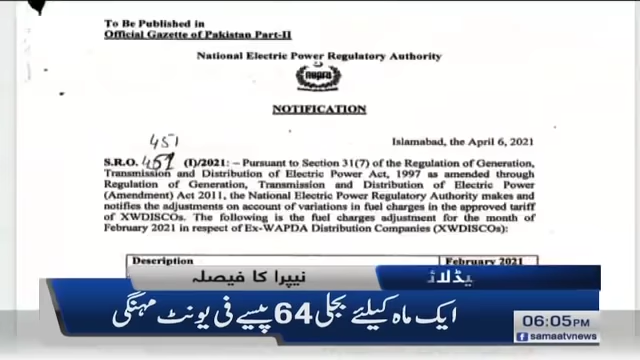 To Be Published in
Official Gazette of Pakistan Part-II
National Electric Power Regulatory Authority
nepra
NOTIFICATION
Islamabad, the April 6, 2021
451
S.R.O. 451 (I)/2021: – Pursuant to Section 31(7) of the Regulation of Generation,
Transmission and Distribution of Electric Power Act, 1997 as amended through
Regulation of Generation, Transmission and Distribution of Electric Power
(Amendment) Act 2011, the National Electric Power Regulatory Authority makes and
notifies the adjustments on account of variations in fuel charges in the approved tariff
of XWDISCOs. The following is the fuel charges adjustment for the month of
February 2021 in respect of Ex-WAPDA Distribution Companies (XWDISCOs):
Description February 2021
نیپرا کا فیصلہ
یڈلائ
ایک ماہ کیلئے بجلی 64 پیسے فی یونٹ مہنگی
06:05PM
samaatvnews